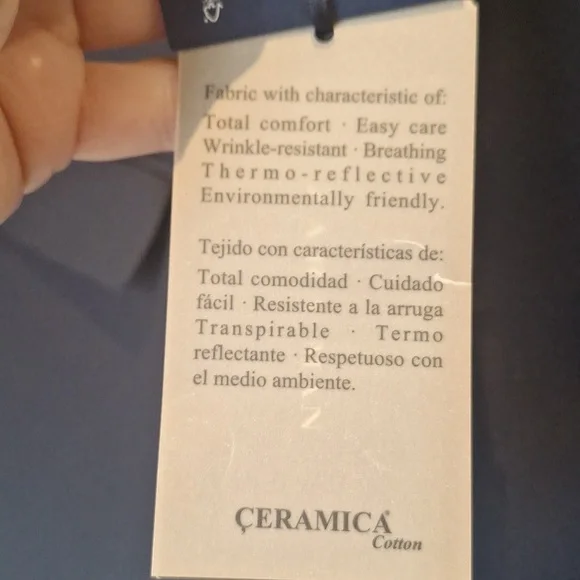 Fabric with characteristic of:
Total comfort · Easy care
Wrinkle-resistant · Breathing
Thermo-reflective
Environmentally friendly.
Tejido con características de:
Total comodidad · Cuidado
fácil · Resistente a la arruga
Transpirable · Termo
reflectante · Respetuoso con
el medio ambiente.
ÇERAMICA®
Cotton